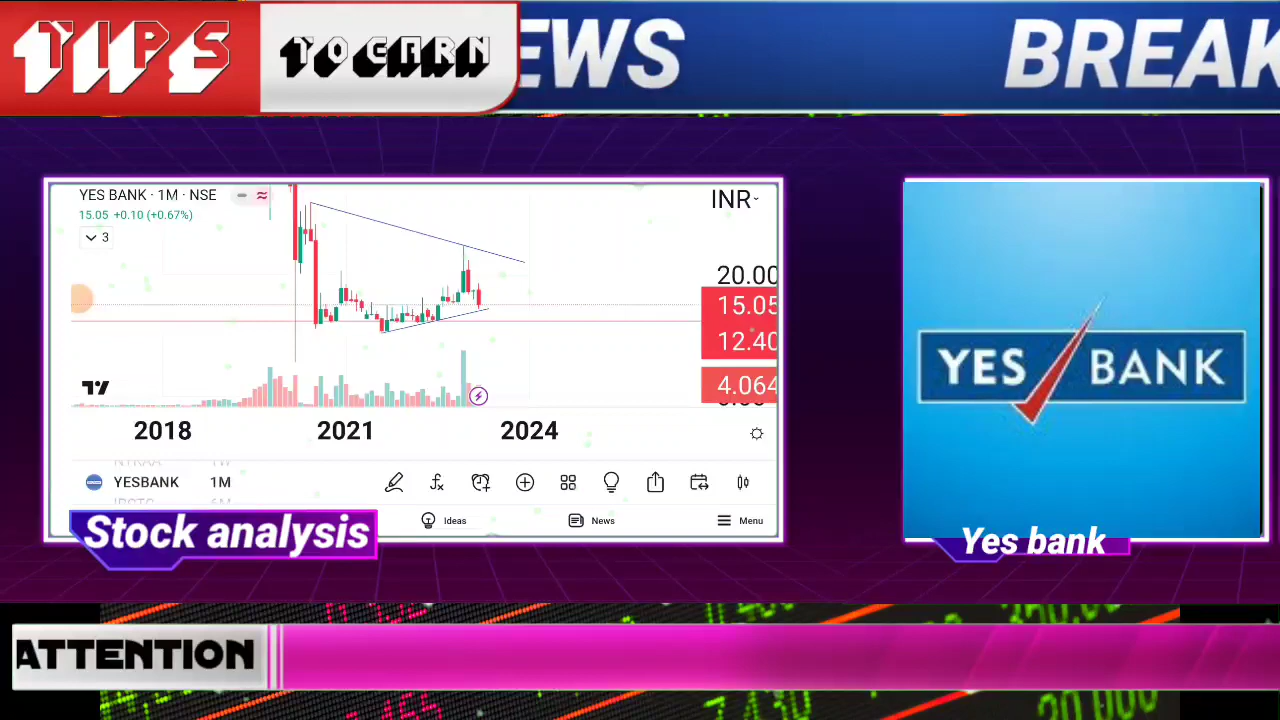 TIPS
TO EARN
EWS
BREAK
YES BANK · 1M · NSE
15.05 +0.10 (+0.67%)
3
INR
20.00
15.05
12.40
4.064
2018
2021
2024
YESBANK 1M
Ideas
News
Menu
Stock analysis
YES BANK
Yes bank
ATTENTION